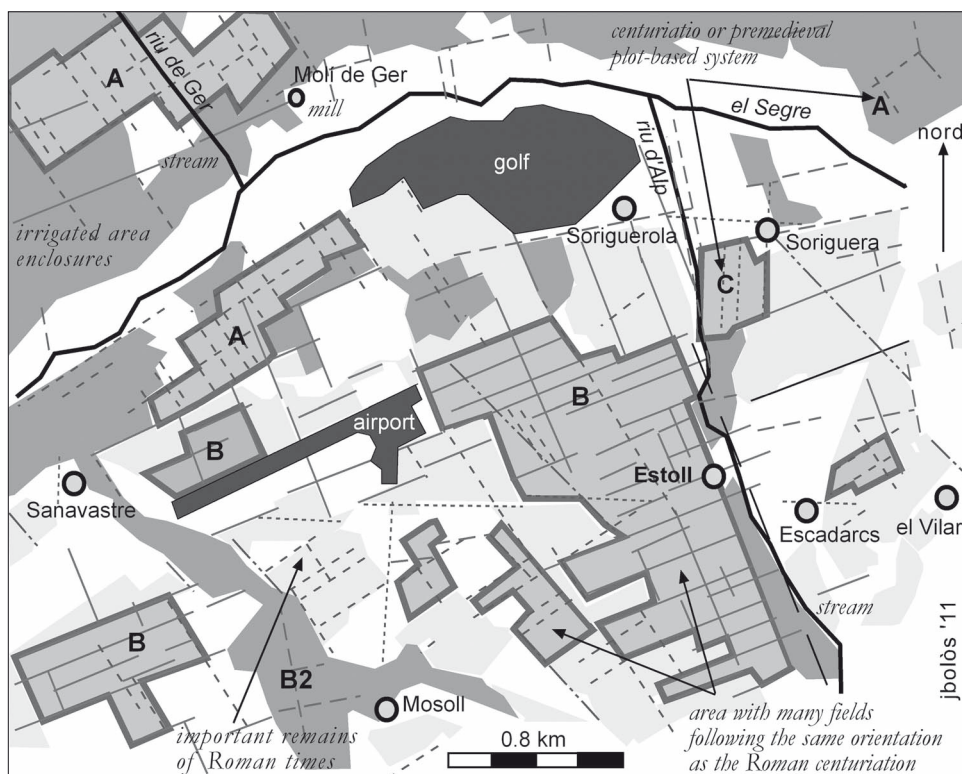 centuriatio or premedieval
plot-based system
A
riu de Ger
Molí de Ger
mill
A
el Segre
nord
stream
golf
riu d'Alp
Soriguerola
Soriguera
irrigated area
enclosures
C
A
B
airport
B
Estoll
Sanavastre
Escadarcs
el Vilar
stream
B
B2
Mosoll
important remains
of Roman times
0.8 km
area with many fields
following the same orientation
as the Roman centuriation
jbolòs '11